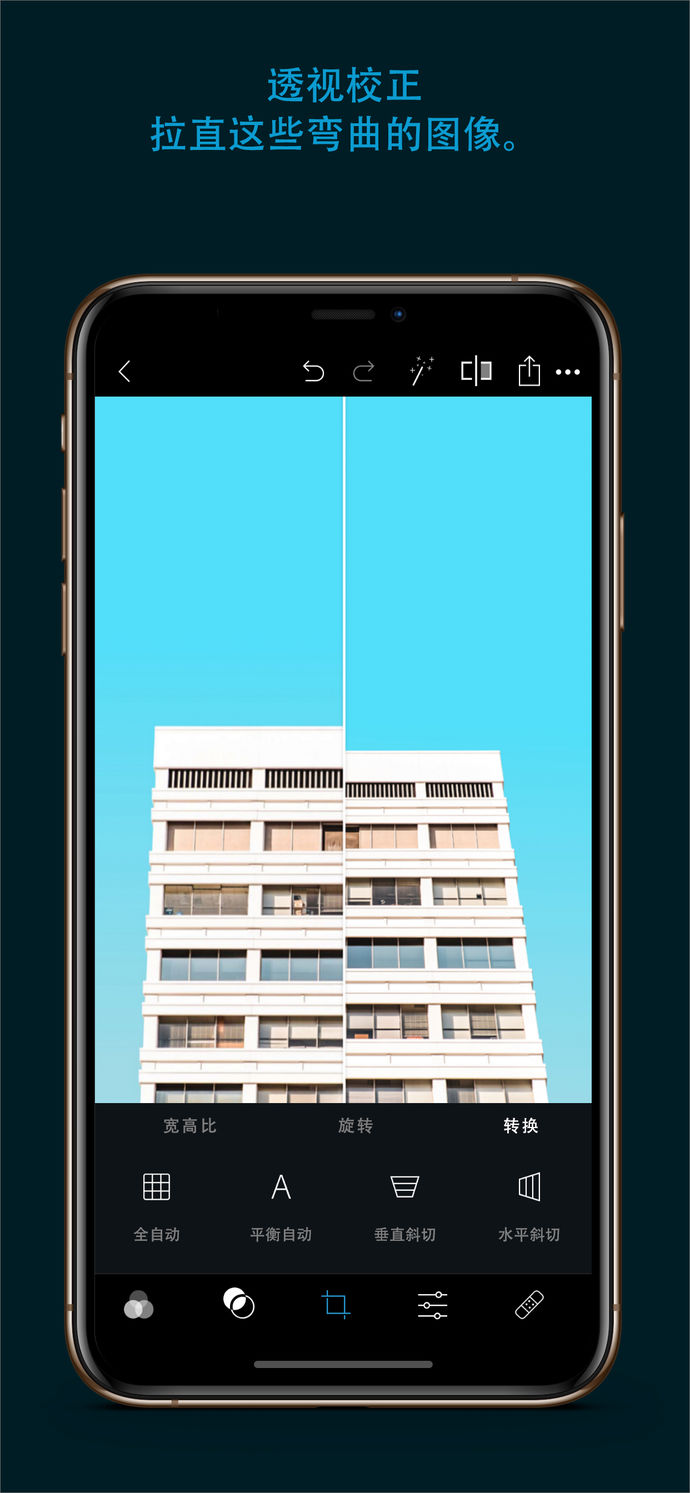 透视校正
拉直这些弯曲的图像。
宽高比
旋转
转换
全自动
平衡自动
垂直斜切
水平斜切